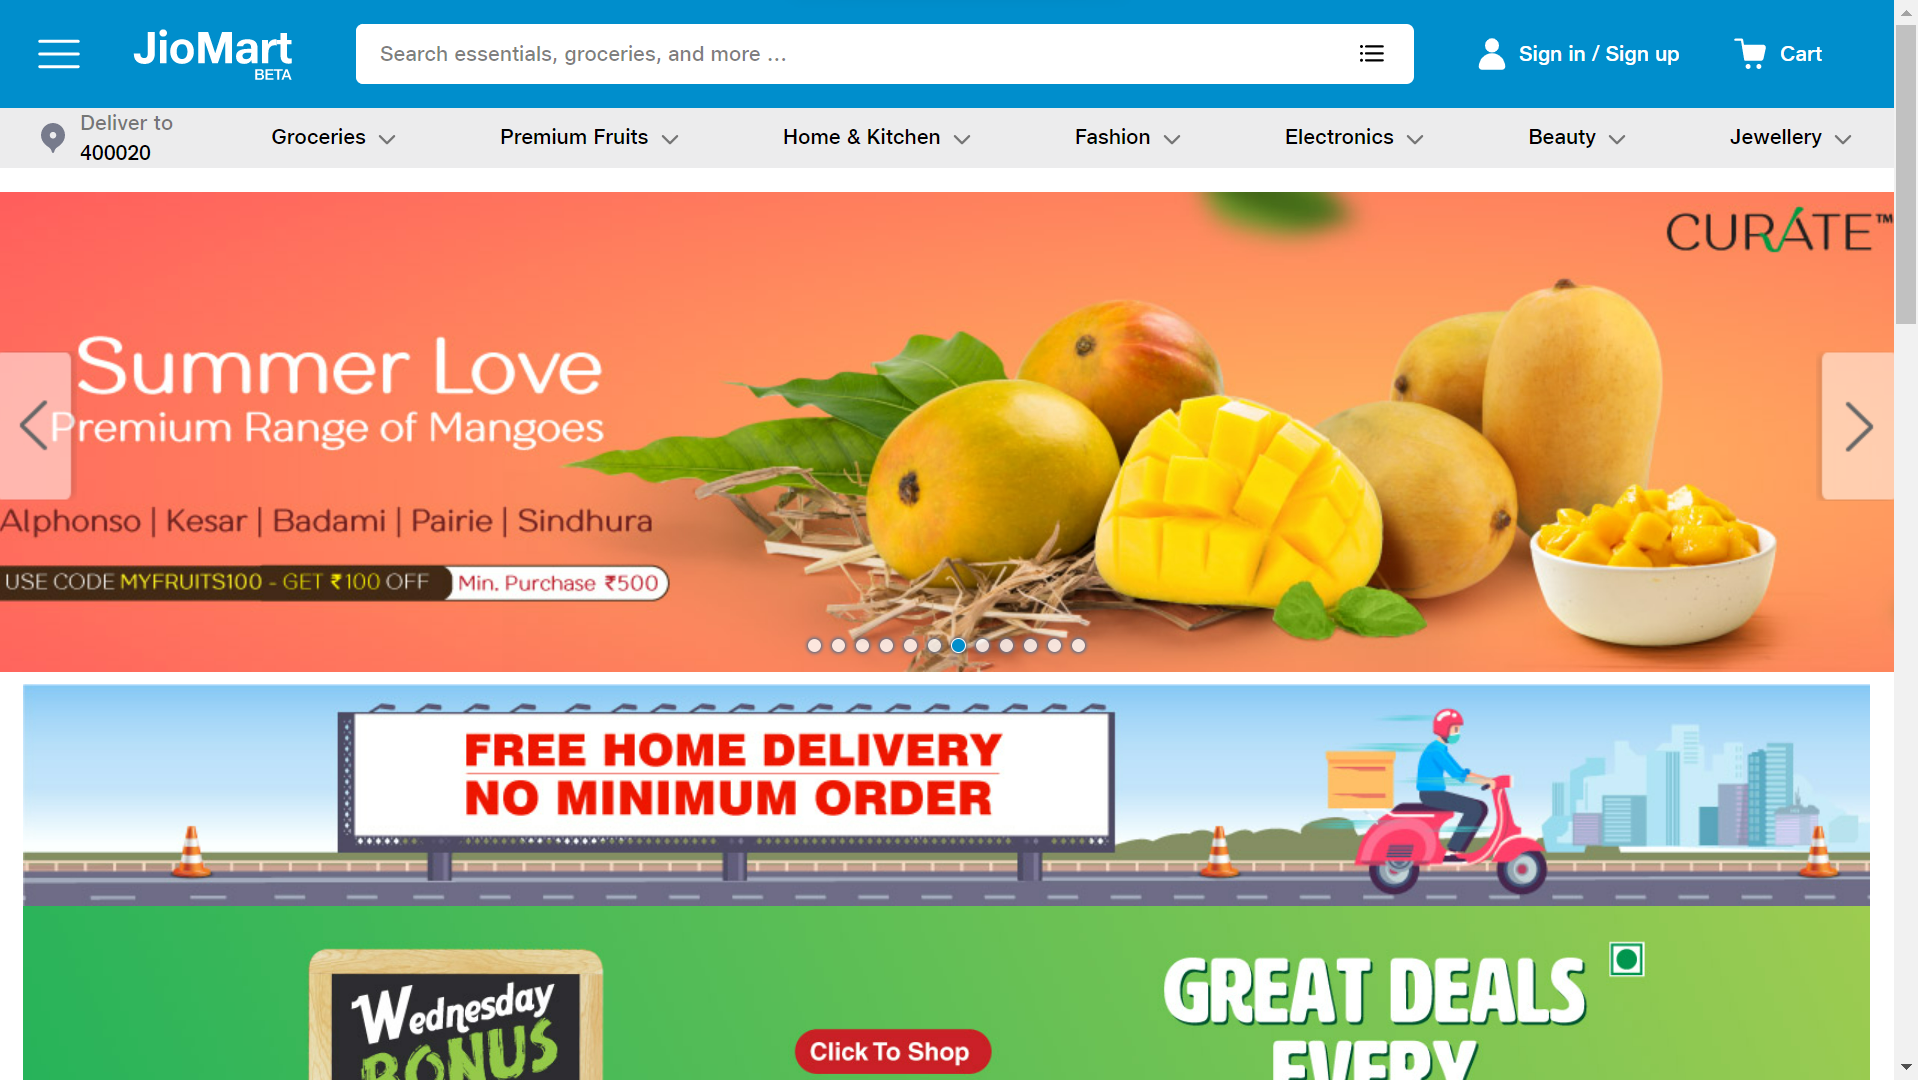 JioMart
BETA
Search essentials, groceries, and more ...
Sign in / Sign up
Cart
Deliver to
400020
Groceries
Premium Fruits
Home & Kitchen
Fashion
Electronics
Beauty
Jewellery
CURATE™
Summer Love
Premium Range of Mangoes
Alphonso | Kesar | Badami | Pairie | Sindhura
USE CODE MYFRUITS100 - GET ₹100 OFF
Min. Purchase ₹500
FREE HOME DELIVERY
NO MINIMUM ORDER
Wednesday
BONUS
Click To Shop
GREAT DEALS
EVERY